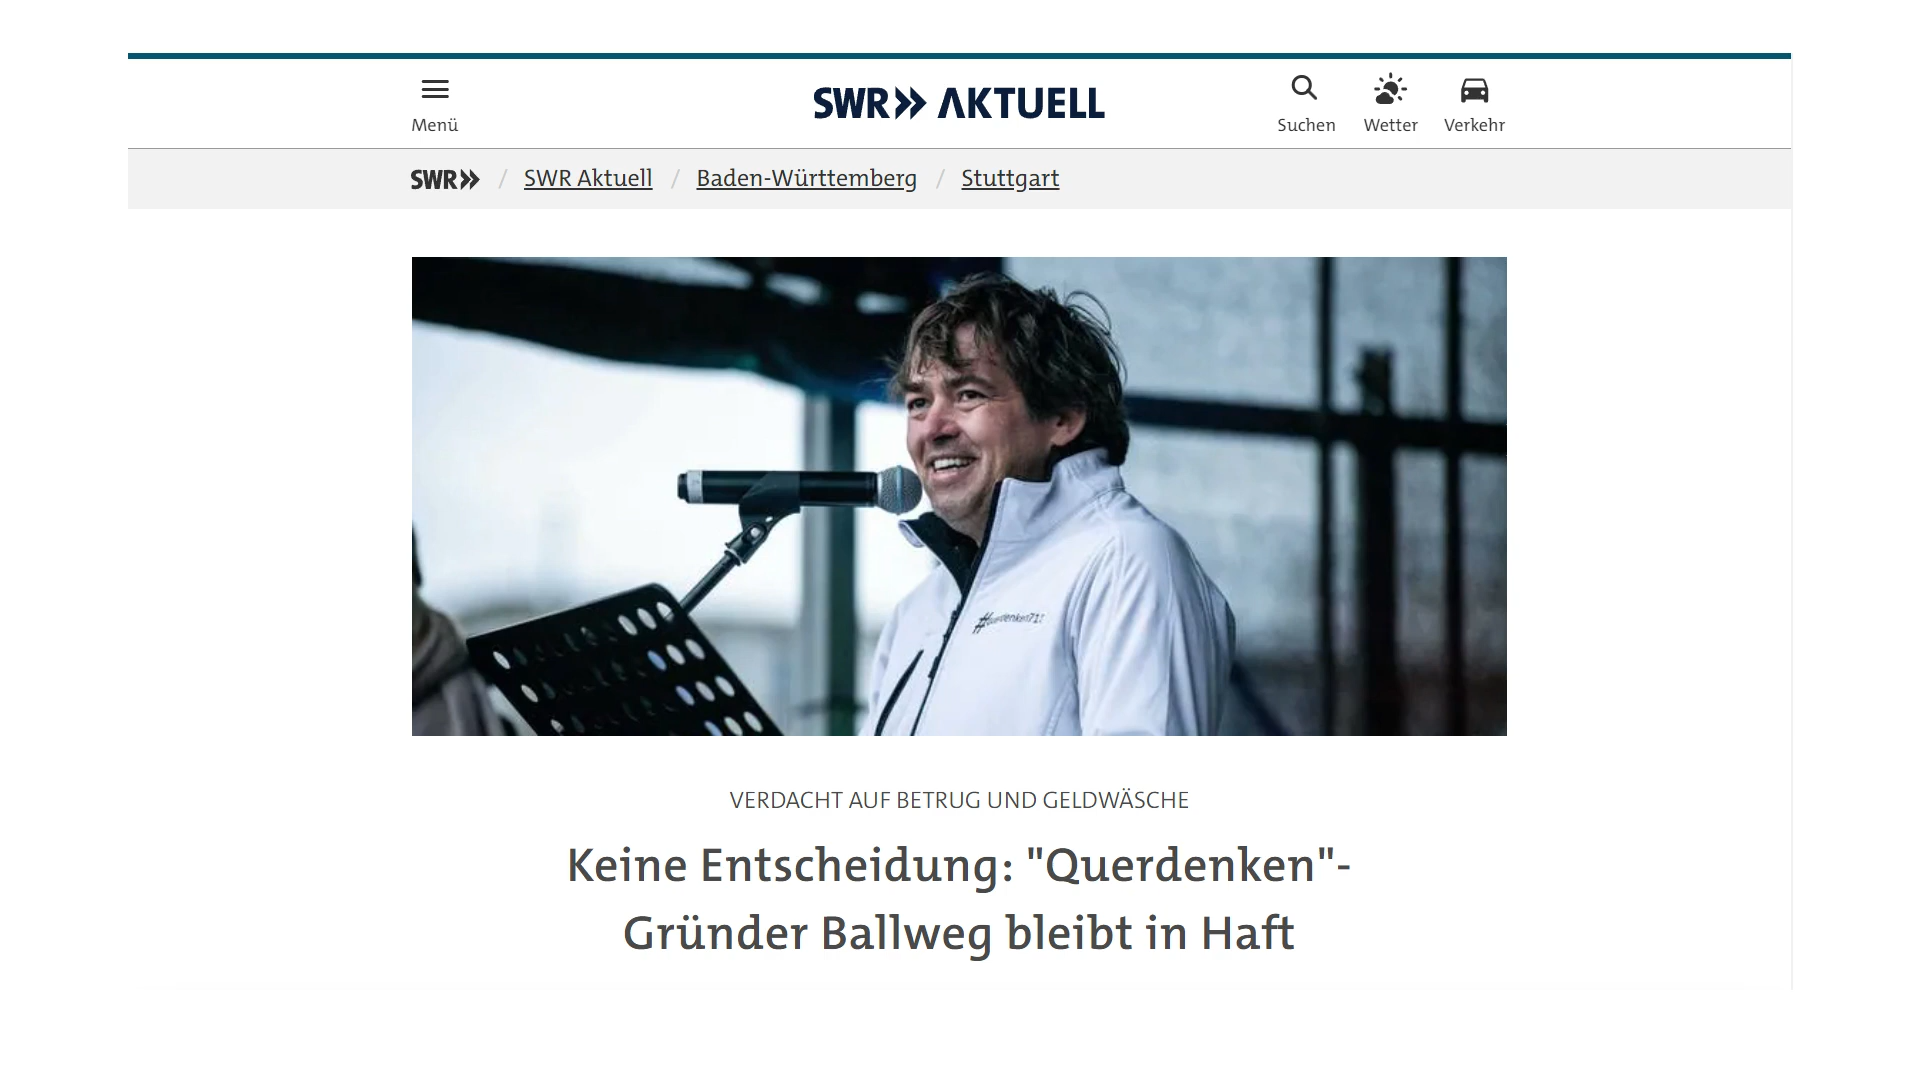 Menü
SWR AKTUELL
Suchen
Wetter
Verkehr
SWR / SWR Aktuell / Baden-Württemberg / Stuttgart
#querdenken711
VERDACHT AUF BETRUG UND GELDWÄSCHE
Keine Entscheidung: "Querdenken"-
Gründer Ballweg bleibt in Haft